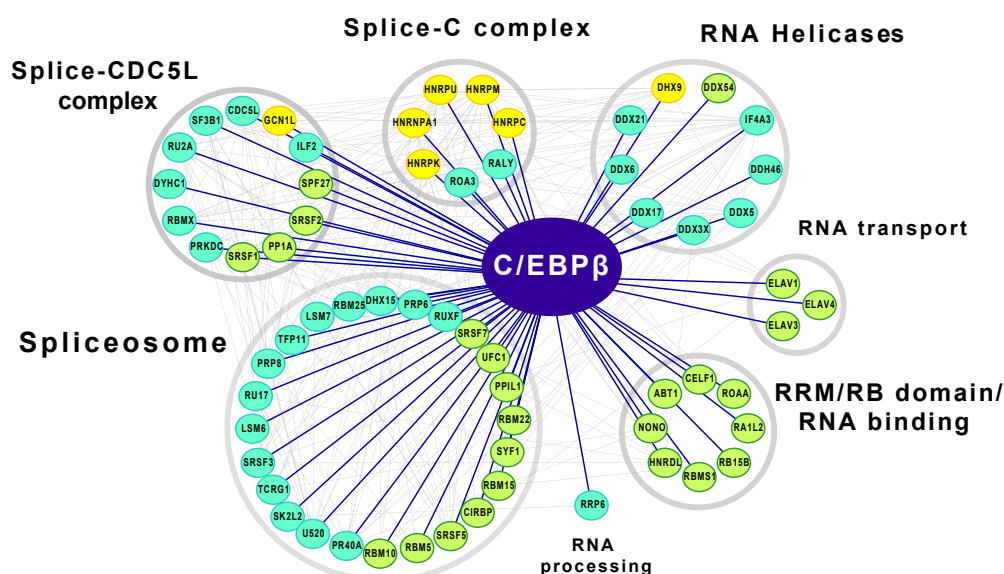 Splice-C complex
RNA Helicases
Splice-CDC5L
complex
HNRPU
HNRPM
HNRNPA1
HNRPC
HNRPK
RALY
ROA3
DHX9
DDX54
DDX21
IF4A3
DDX6
DDH46
DDX17
DDX5
DDX3X
CDC5L
SF3B1
GCN1L
RU2A
ILF2
DYHC1
SPF27
RBMX
SRSF2
PRKDC
PP1A
SRSF1
C/EBPβ
RNA transport
ELAV1
ELAV4
ELAV3
Spliceosome
DHX15
PRP6
RBM25
LSM7
RUXF
TFP11
SRSF7
PRP8
UFC1
RU17
PPIL1
LSM6
RBM22
SRSF3
SYF1
TCRG1
RBM15
SK2L2
CIRBP
U520
SRSF5
PR40A
RBM5
RBM10
RRM/RB domain/
RNA binding
CELF1
ABT1
ROAA
NONO
RA1L2
HNRDL
RB15B
RBMS1
RRP6
RNA
processing